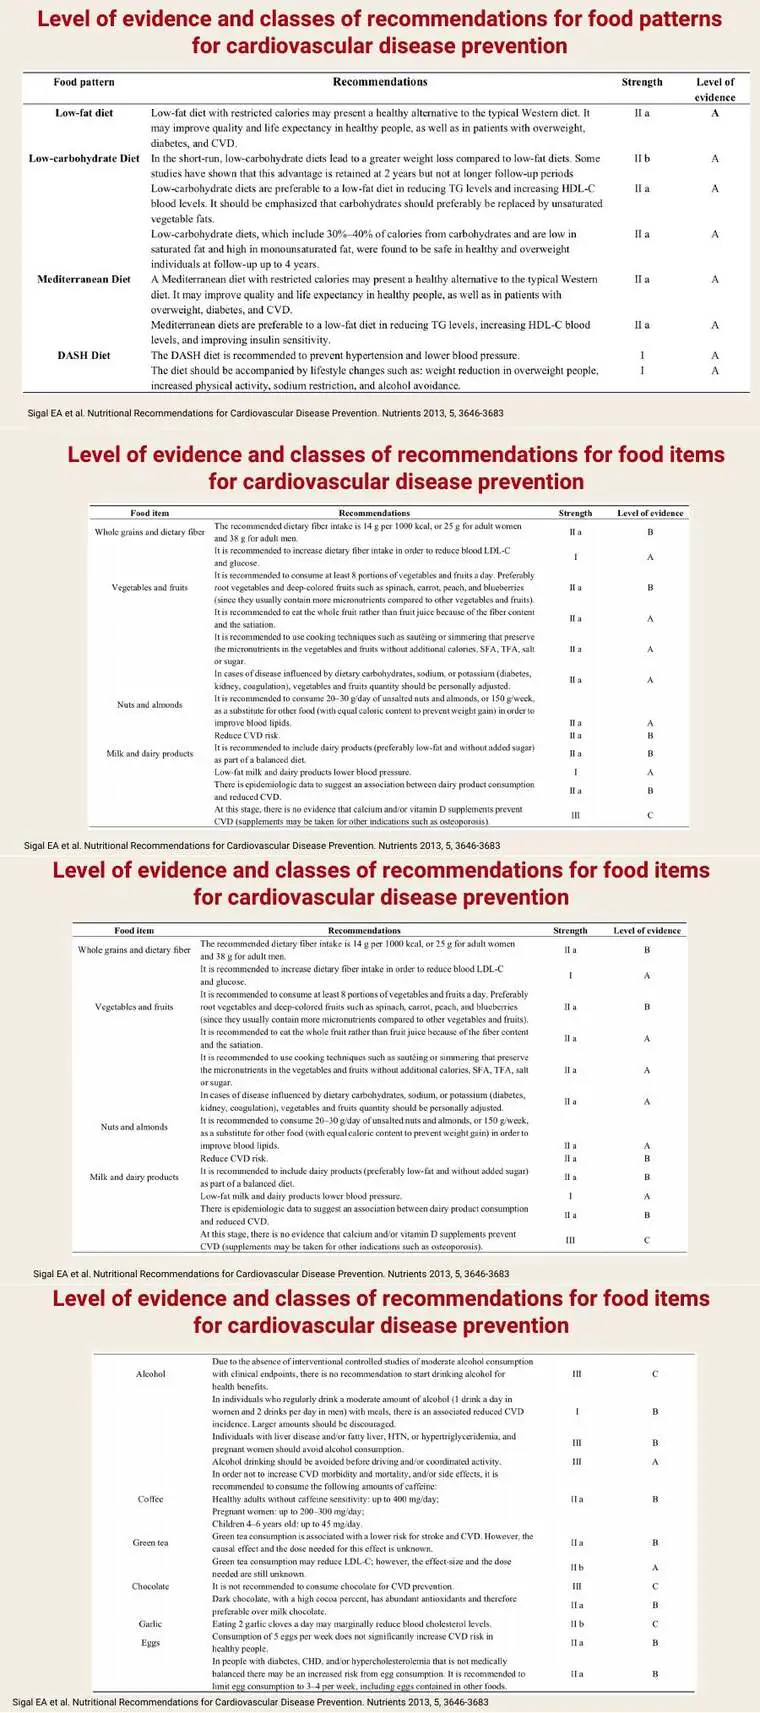 Level of evidence and classes of recommendations for food patterns
for cardiovascular disease prevention
Food pattern Recommendations Strength Level of
evidence
Low-fat diet Low-fat diet with restricted calories may present a healthy alternative to the typical Western diet. It II a A
may improve quality and life expectancy in healthy people, as well as in patients with overweight,
diabetes, and CVD.
Low-carbohydrate Diet In the short-run, low-carbohydrate diets lead to a greater weight loss compared to low-fat diets. Some II b A
studies have shown that this advantage is retained at 2 years but not at longer follow-up periods
Low-carbohydrate diets are preferable to a low-fat diet in reducing TG levels and increasing HDL-C II a A
blood levels. It should be emphasized that carbohydrates should preferably be replaced by unsaturated
vegetable fats.
Low-carbohydrate diets, which include 30%–40% of calories from carbohydrates and are low in II a A
saturated fat and high in monounsaturated fat, were found to be safe in healthy and overweight
individuals at follow-up up to 4 years.
Mediterranean Diet A Mediterranean diet with restricted calories may present a healthy alternative to the typical Western II a A
diet. It may improve quality and life expectancy in healthy people, as well as in patients with
overweight, diabetes, and CVD.
Mediterranean diets are preferable to a low-fat diet in reducing TG levels, increasing HDL-C blood II a A
levels, and improving insulin sensitivity.
DASH Diet The DASH diet is recommended to prevent hypertension and lower blood pressure. I A
The diet should be accompanied by lifestyle changes such as: weight reduction in overweight people, I A
increased physical activity, sodium restriction, and alcohol avoidance.
Sigal EA et al. Nutritional Recommendations for Cardiovascular Disease Prevention. Nutrients 2013, 5, 3646-3683
Level of evidence and classes of recommendations for food items
for cardiovascular disease prevention
Food item Recommendations Strength Level of evidence
Whole grains and dietary fiber The recommended dietary fiber intake is 14 g per 1000 kcal, or 25 g for adult women II a B
and 38 g for adult men.
It is recommended to increase dietary fiber intake in order to reduce blood LDL-C I A
and glucose.
Vegetables and fruits It is recommended to consume at least 8 portions of vegetables and fruits a day. Preferably
root vegetables and deep-colored fruits such as spinach, carrot, peach, and blueberries II a B
(since they usually contain more micronutrients compared to other vegetables and fruits).
It is recommended to eat the whole fruit rather than fruit juice because of the fiber content II a A
and the satiation.
It is recommended to use cooking techniques such as sautéing or simmering that preserve
the micronutrients in the vegetables and fruits without additional calories, SFA, TFA, salt II a A
or sugar.
In cases of disease influenced by dietary carbohydrates, sodium, or potassium (diabetes, II a A
kidney, coagulation), vegetables and fruits quantity should be personally adjusted.
Nuts and almonds It is recommended to consume 20–30 g/day of unsalted nuts and almonds, or 150 g/week,
as a substitute for other food (with equal caloric content to prevent weight gain) in order to
improve blood lipids. II a A
Reduce CVD risk. II a B
Milk and dairy products It is recommended to include dairy products (preferably low-fat and without added sugar) II a B
as part of a balanced diet.
Low-fat milk and dairy products lower blood pressure. I A
There is epidemiologic data to suggest an association between dairy product consumption II a B
and reduced CVD.
At this stage, there is no evidence that calcium and/or vitamin D supplements prevent III C
CVD (supplements may be taken for other indications such as osteoporosis).
Sigal EA et al. Nutritional Recommendations for Cardiovascular Disease Prevention. Nutrients 2013, 5, 3646-3683
Level of evidence and classes of recommendations for food items
for cardiovascular disease prevention
Food item Recommendations Strength Level of evidence
Whole grains and dietary fiber The recommended dietary fiber intake is 14 g per 1000 kcal, or 25 g for adult women II a B
and 38 g for adult men.
It is recommended to increase dietary fiber intake in order to reduce blood LDL-C I A
and glucose.
Vegetables and fruits It is recommended to consume at least 8 portions of vegetables and fruits a day. Preferably
root vegetables and deep-colored fruits such as spinach, carrot, peach, and blueberries II a B
(since they usually contain more micronutrients compared to other vegetables and fruits).
It is recommended to eat the whole fruit rather than fruit juice because of the fiber content II a A
and the satiation.
It is recommended to use cooking techniques such as sautéing or simmering that preserve
the micronutrients in the vegetables and fruits without additional calories, SFA, TFA, salt II a A
or sugar.
In cases of disease influenced by dietary carbohydrates, sodium, or potassium (diabetes, II a A
kidney, coagulation), vegetables and fruits quantity should be personally adjusted.
Nuts and almonds It is recommended to consume 20–30 g/day of unsalted nuts and almonds, or 150 g/week,
as a substitute for other food (with equal caloric content to prevent weight gain) in order to
improve blood lipids. II a A
Reduce CVD risk. II a B
Milk and dairy products It is recommended to include dairy products (preferably low-fat and without added sugar) II a B
as part of a balanced diet.
Low-fat milk and dairy products lower blood pressure. I A
There is epidemiologic data to suggest an association between dairy product consumption II a B
and reduced CVD.
At this stage, there is no evidence that calcium and/or vitamin D supplements prevent III C
CVD (supplements may be taken for other indications such as osteoporosis).
Sigal EA et al. Nutritional Recommendations for Cardiovascular Disease Prevention. Nutrients 2013, 5, 3646-3683
Level of evidence and classes of recommendations for food items
for cardiovascular disease prevention
Due to the absence of interventional controlled studies of moderate alcohol consumption
Alcohol with clinical endpoints, there is no recommendation to start drinking alcohol for III C
health benefits.
In individuals who regularly drink a moderate amount of alcohol (1 drink a day in
women and 2 drinks per day in men) with meals, there is an associated reduced CVD I B
incidence. Larger amounts should be discouraged.
Individuals with liver disease and/or fatty liver, HTN, or hypertriglyceridemia, and III B
pregnant women should avoid alcohol consumption.
Alcohol drinking should be avoided before driving and/or coordinated activity. III A
In order not to increase CVD morbidity and mortality, and/or side effects, it is
recommended to consume the following amounts of caffeine:
Coffee Healthy adults without caffeine sensitivity: up to 400 mg/day; II a B
Pregnant women: up to 200–300 mg/day;
Children 4–6 years old: up to 45 mg/day.
Green tea Green tea consumption is associated with a lower risk for stroke and CVD. However, the II a B
causal effect and the dose needed for this effect is unknown.
Green tea consumption may reduce LDL-C; however, the effect-size and the dose II b A
needed are still unknown.
Chocolate It is not recommended to consume chocolate for CVD prevention. III C
Dark chocolate, with a high cocoa percent, has abundant antioxidants and therefore II a B
preferable over milk chocolate.
Garlic Eating 2 garlic cloves a day may marginally reduce blood cholesterol levels. II b C
Eggs Consumption of 5 eggs per week does not significantly increase CVD risk in II a B
healthy people.
In people with diabetes, CHD, and/or hypercholesterolemia that is not medically
balanced there may be an increased risk from egg consumption. It is recommended to II a B
limit egg consumption to 3–4 per week, including eggs contained in other foods.
Sigal EA et al. Nutritional Recommendations for Cardiovascular Disease Prevention. Nutrients 2013, 5, 3646-3683